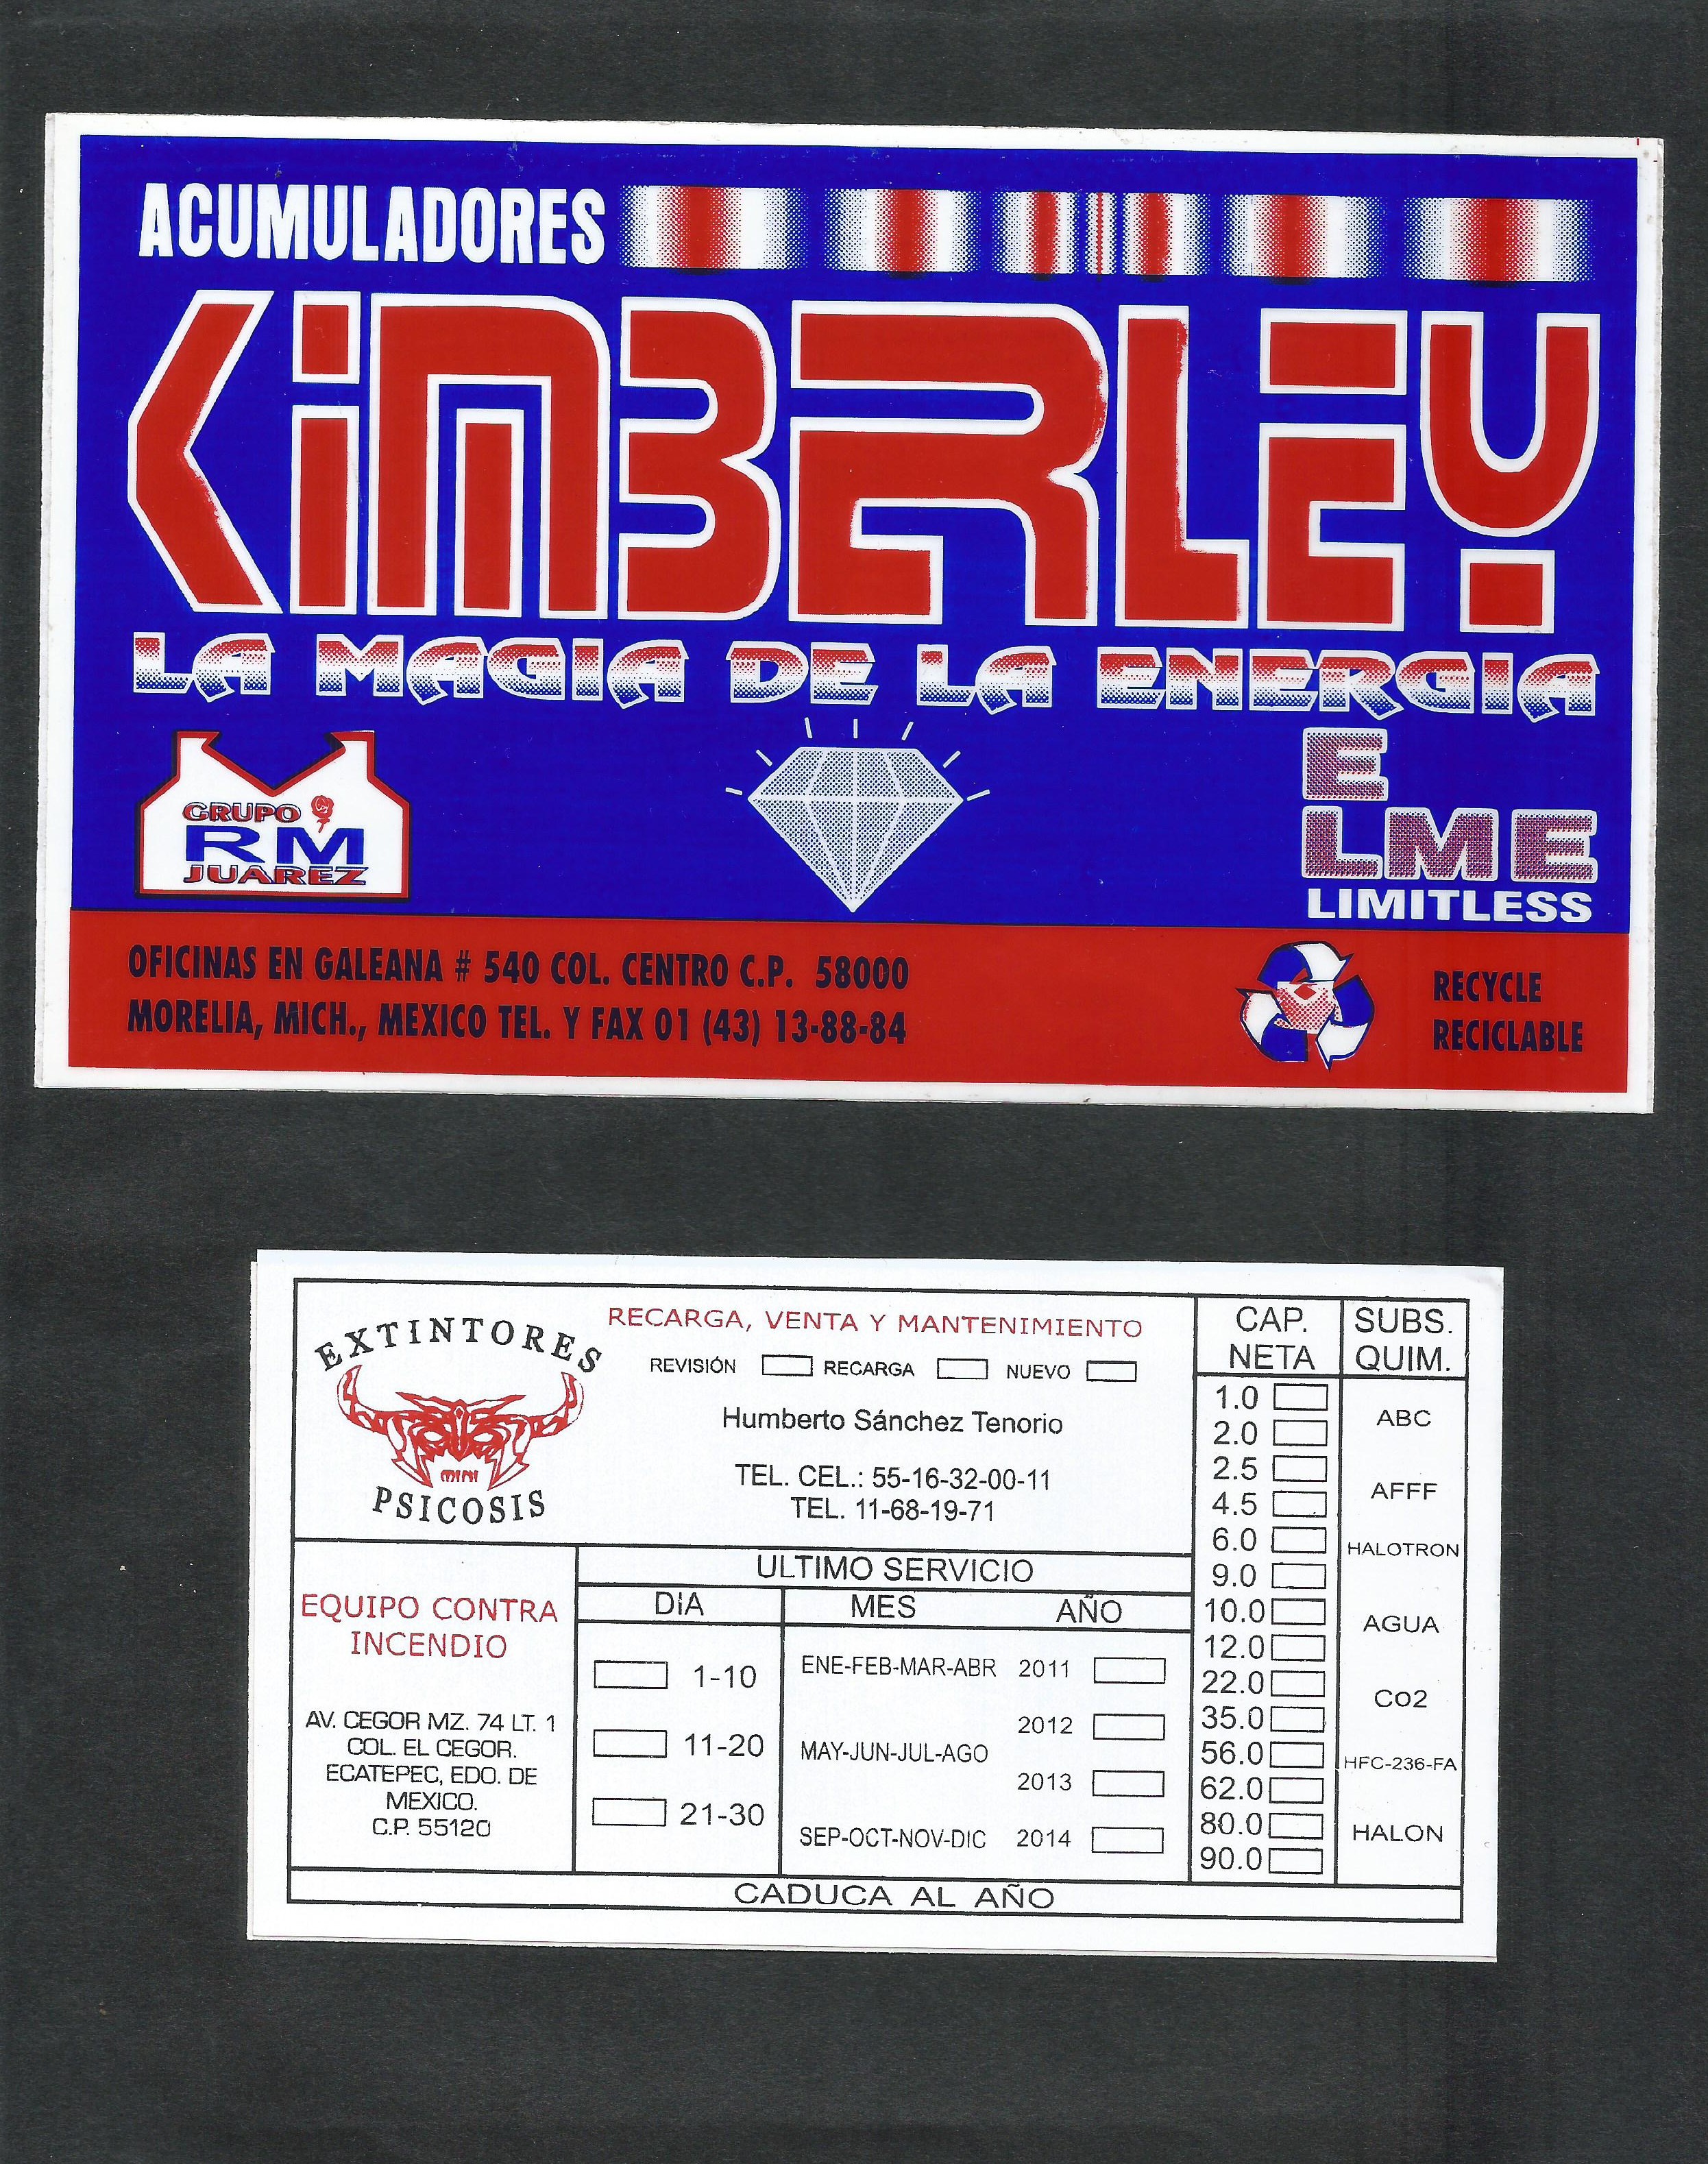 ACUMULADORES
KIMBERLEY
LA MAGIA DE LA ENERGIA
GRUPO
RM
JUAREZ
E
LME
LIMITLESS
OFICINAS EN GALEANA # 540 COL. CENTRO C.P. 58000
MORELIA, MICH., MEXICO TEL. Y FAX 01 (43) 13-88-84
RECYCLE
RECICLABLE
EXTINTORES
PSICOSIS
RECARGA, VENTA Y MANTENIMIENTO
REVISIÓN RECARGA NUEVO
Humberto Sánchez Tenorio
TEL. CEL.: 55-16-32-00-11
TEL. 11-68-19-71
EQUIPO CONTRA
INCENDIO
AV. CEGOR MZ. 74 LT. 1
COL. EL CEGOR.
ECATEPEC, EDO. DE
MEXICO.
C.P. 55120
ULTIMO SERVICIO
DIA MES AÑO
1-10
11-20
21-30
ENE-FEB-MAR-ABR
MAY-JUN-JUL-AGO
SEP-OCT-NOV-DIC
2011
2012
2013
2014
CADUCA AL AÑO
CAP.
NETA
1.0
2.0
2.5
4.5
6.0
9.0
10.0
12.0
22.0
35.0
56.0
62.0
80.0
90.0
SUBS.
QUIM.
ABC
AFFF
HALOTRON
AGUA
CO2
HFC-236-FA
HALON